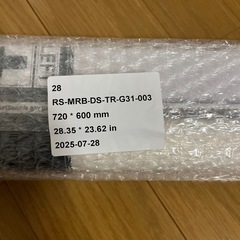 28
RS-MRB-DS-TR-G31-003
720 * 600 mm
28.35 * 23.62 in
2025-07-28